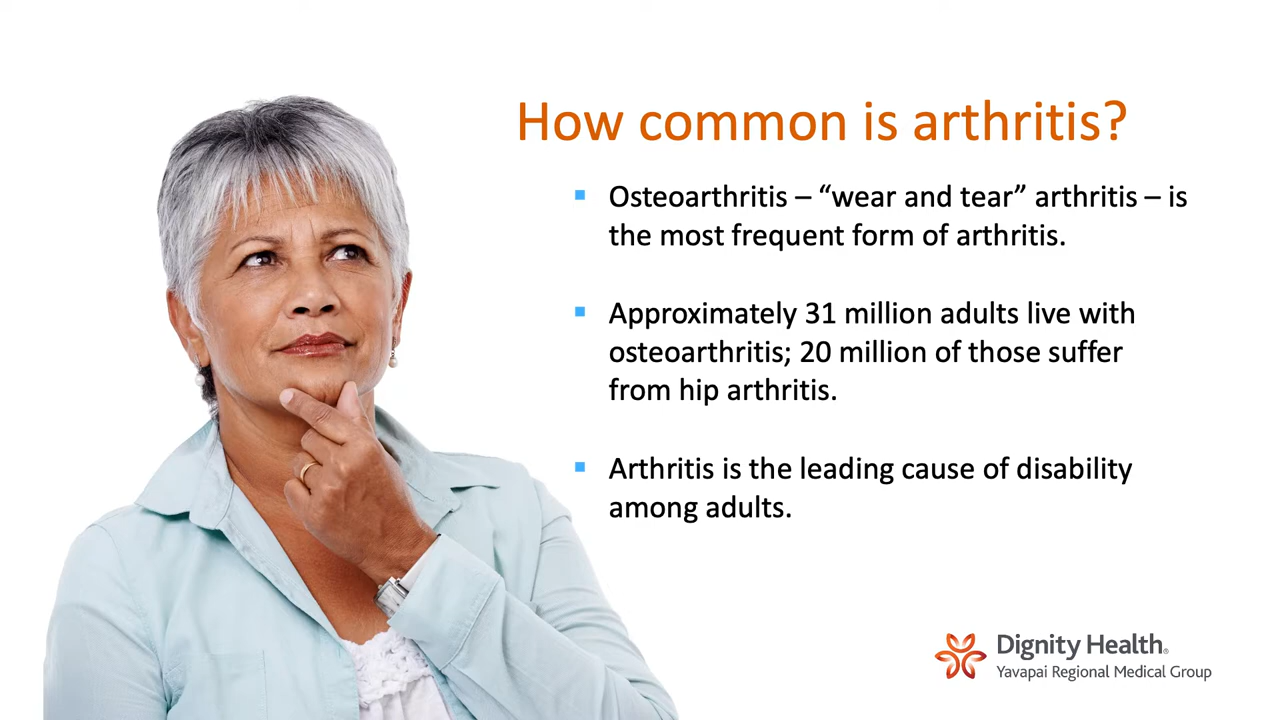 How common is arthritis?
Osteoarthritis – “wear and tear” arthritis – is
the most frequent form of arthritis.
Approximately 31 million adults live with
osteoarthritis; 20 million of those suffer
from hip arthritis.
Arthritis is the leading cause of disability
among adults.
Dignity Health®
Yavapai Regional Medical Group